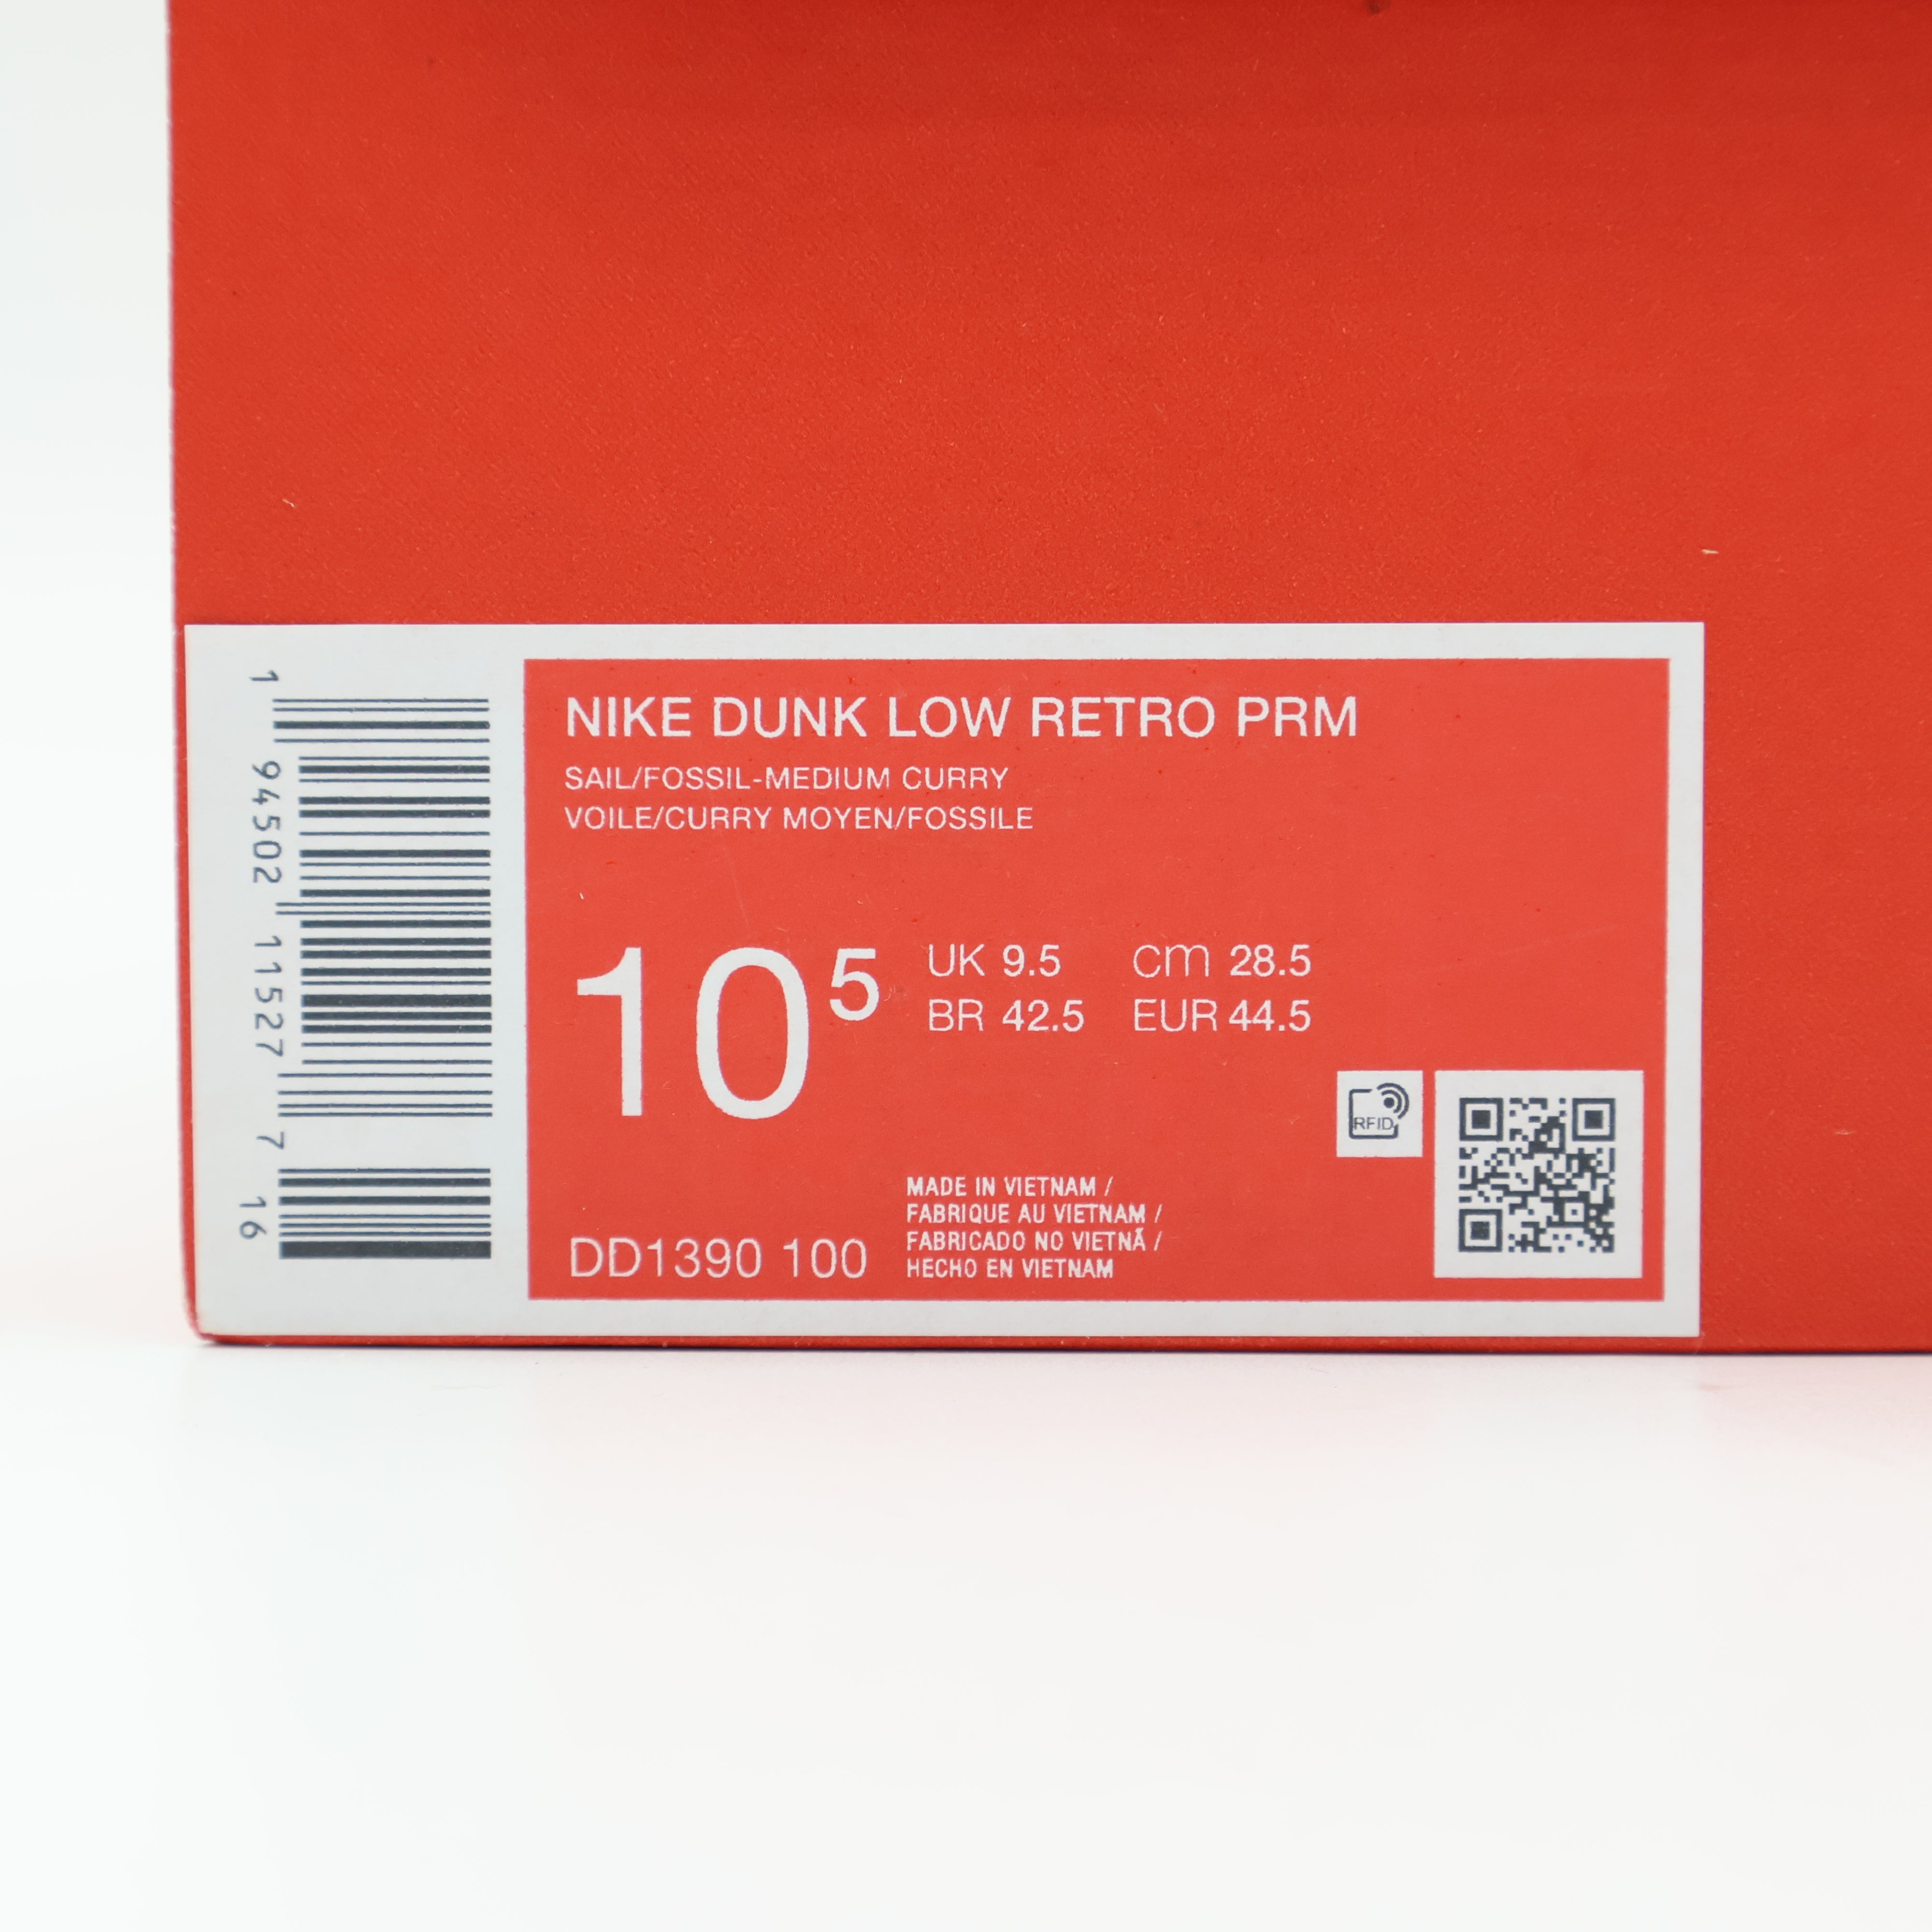 NIKE DUNK LOW RETRO PRM
SAIL/FOSSIL-MEDIUM CURRY
VOILE/CURRY MOYEN/FOSSILE
10 5
UK 9.5 cm 28.5
BR 42.5 EUR 44.5
RFID
MADE IN VIETNAM /
FABRIQUE AU VIETNAM /
FABRICADO NO VIETNÃ /
HECHO EN VIETNAM
DD1390 100
1 94502 11527 7 16